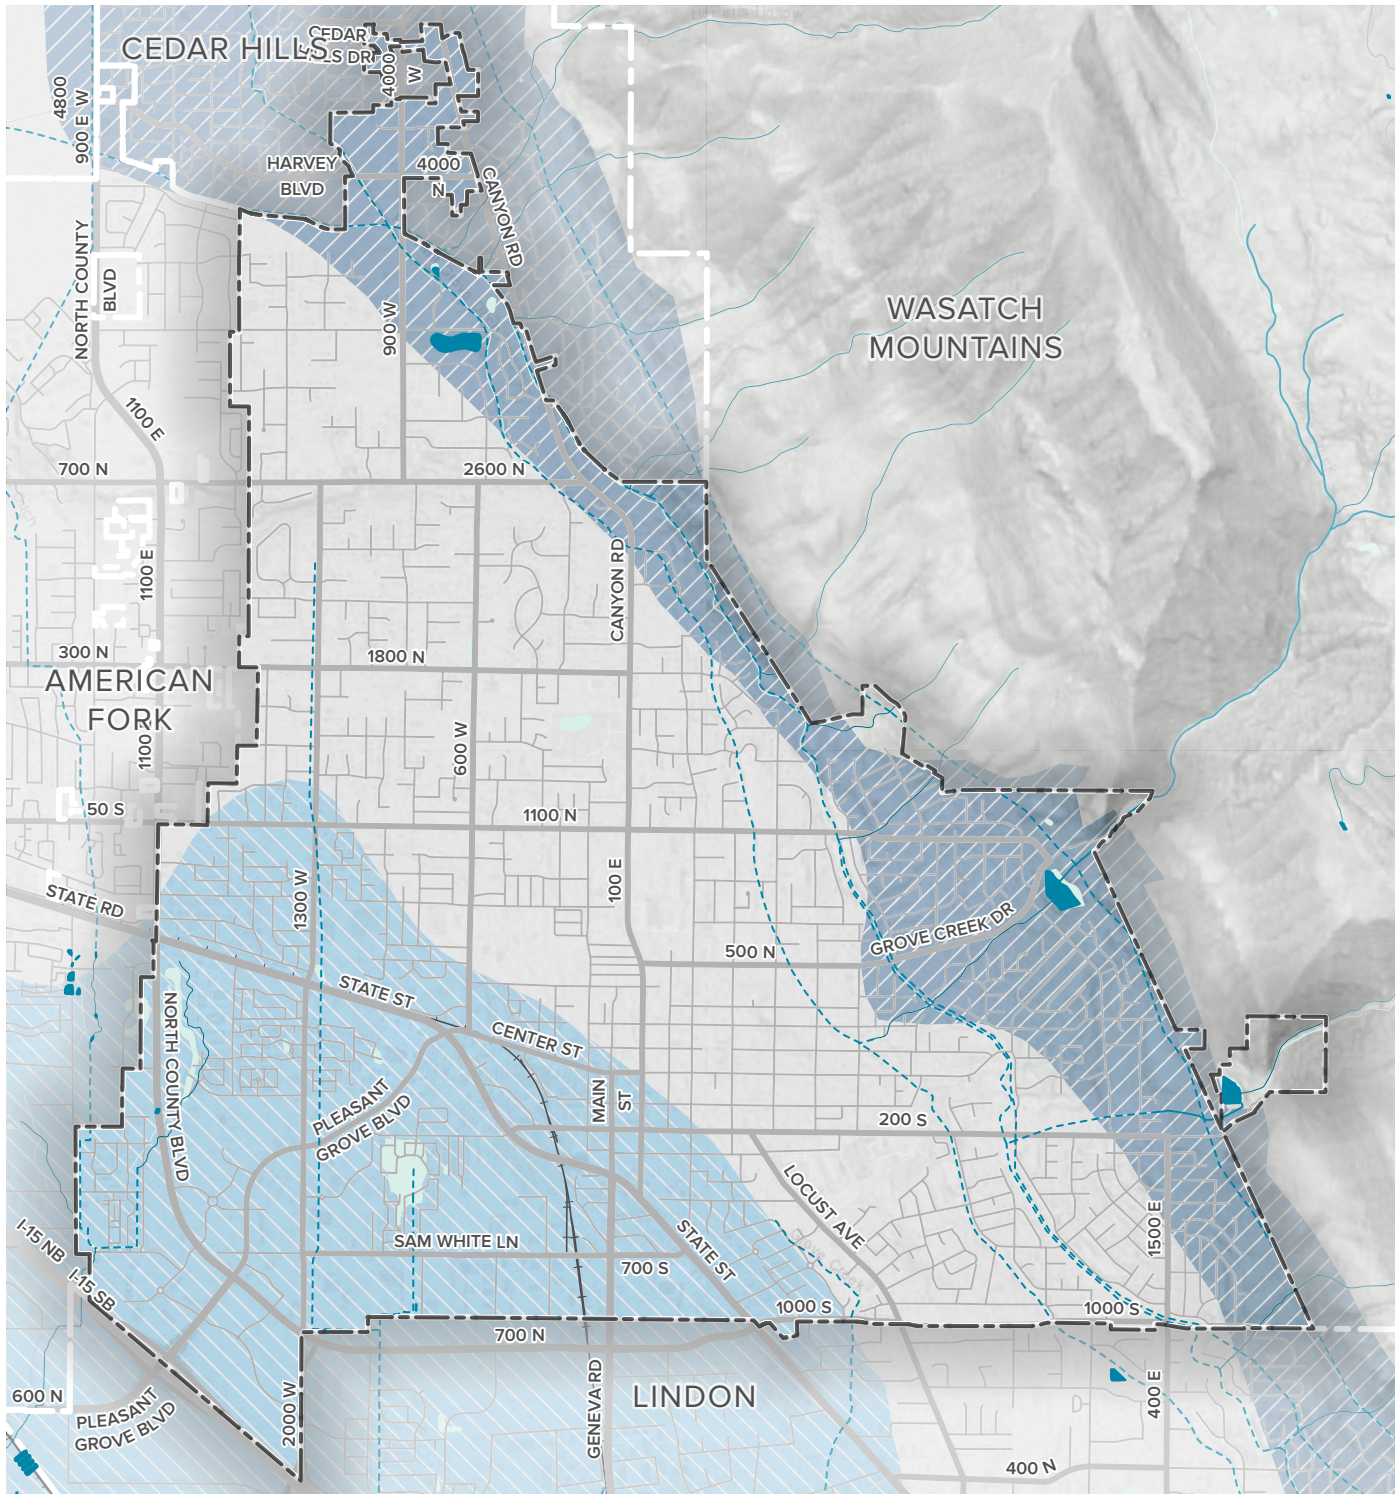 CEDAR HILLS
CEDAR
DR
4000
W
4800
900 E
W
HARVEY
BLVD
4000
N
CANYON RD
NORTH COUNTY
BLVD
900 W
WASATCH
MOUNTAINS
1100 E
700 N
2600 N
1100 E
CANYON RD
300 N
1800 N
AMERICAN
FORK
1100
600 W
50 S
1100 N
STATE RD
1300 W
100 E
GROVE CREEK DR
500 N
STATE ST
CENTER ST
NORTH COUNTY BLVD
PLEASANT
GROVE BLVD
MAIN
ST
200 S
LOCUST AVE
1500 E
I-15 NB
I-15 SB
SAM WHITE LN
700 S
STATE ST
1000 S
1000 S
700 N
600 N
PLEASANT
GROVE BLVD
2000 W
GENEVA RD
LINDON
400 E
400 N